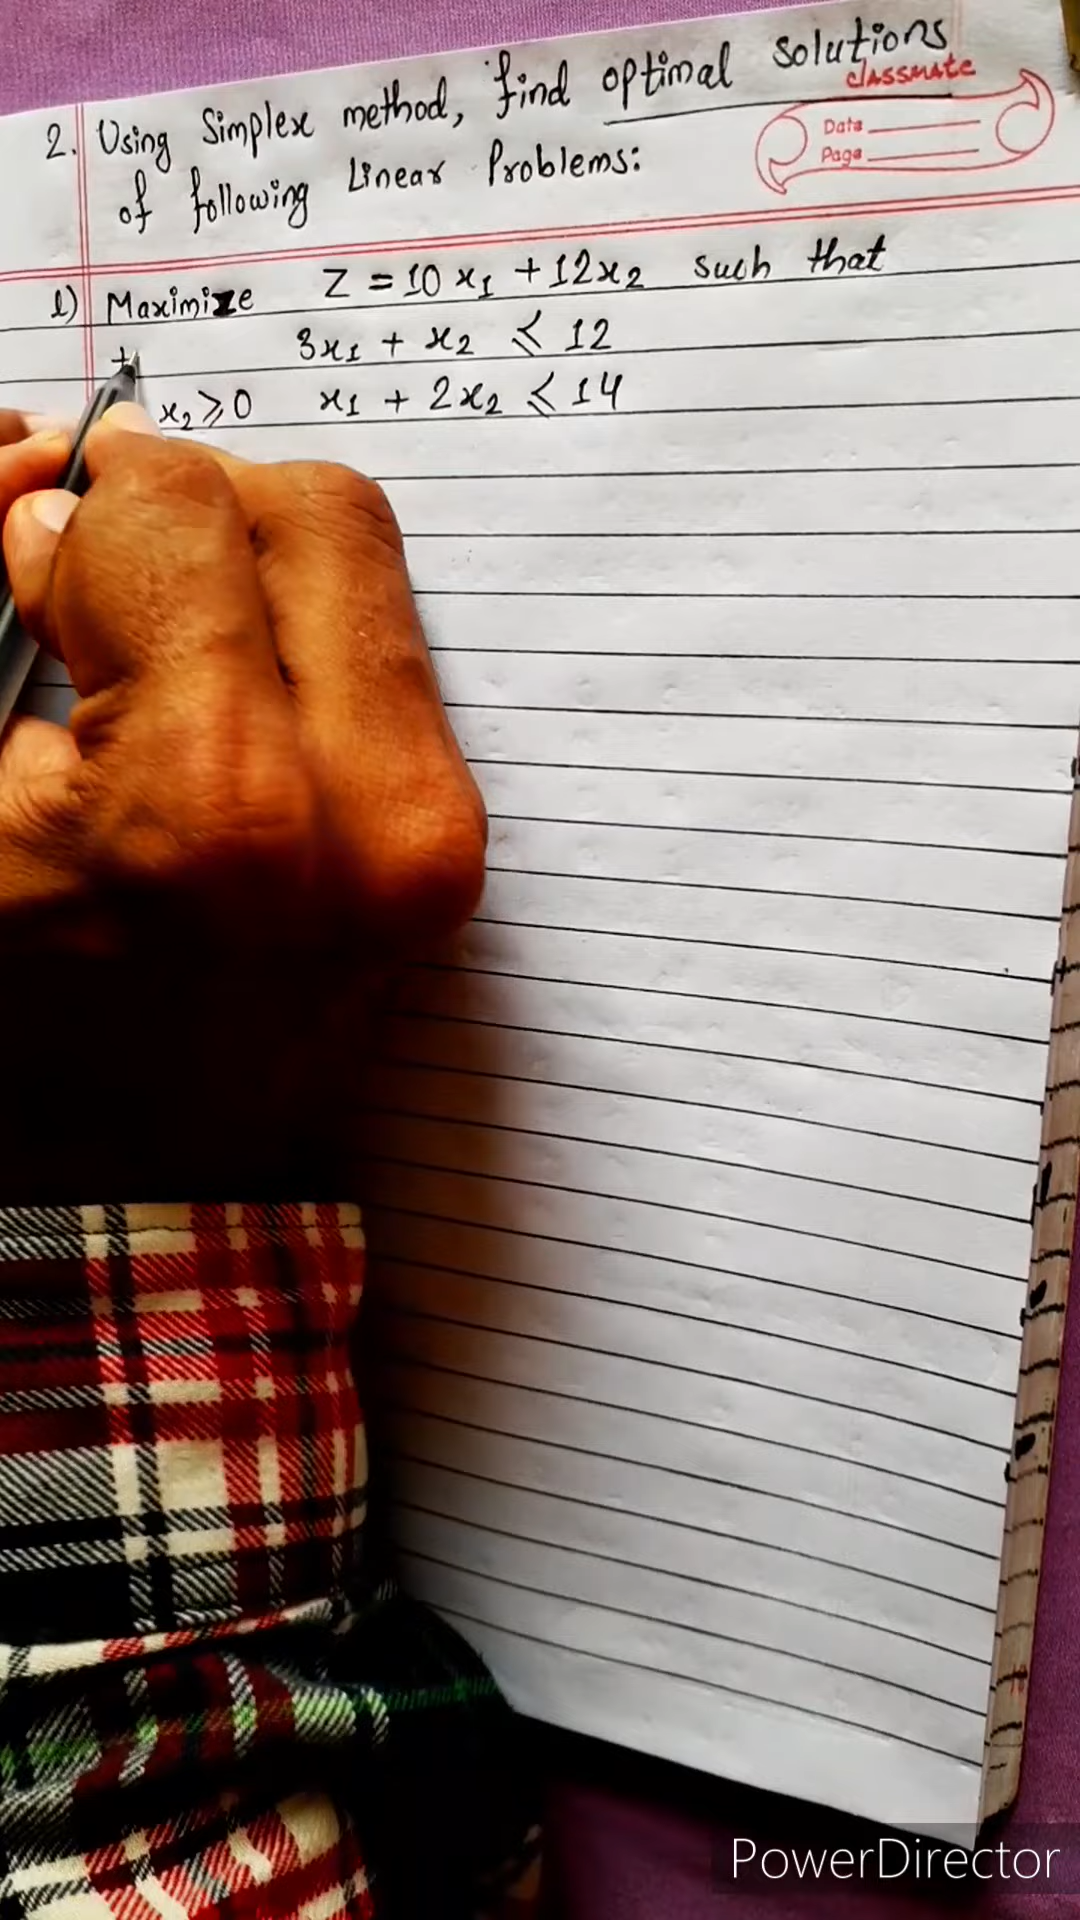 2. Using Simplex method, find optimal solutions
classmate
Date
Page
of following Linear Problems:
1) Maximize Z = 10x₁ + 12x₂ such that
3x₁ + x₂ ⩽ 12
x₂ ⩾ 0 x₁ + 2x₂ ⩽ 14
PowerDirector